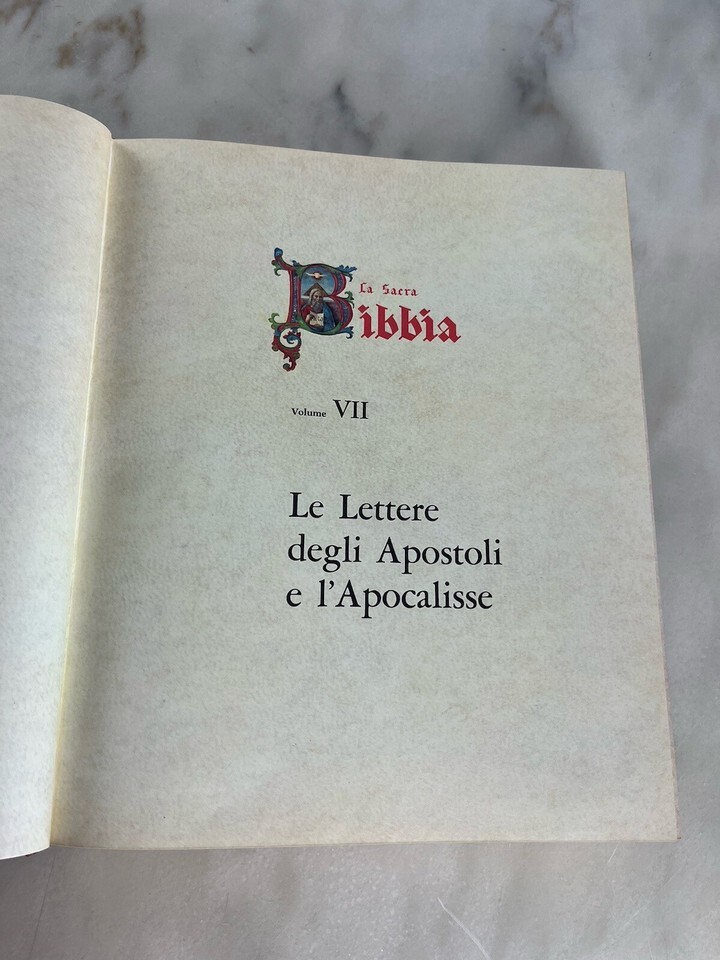 La Sacra
Bibbia
Volume VII
Le Lettere
degli Apostoli
e l'Apocalisse